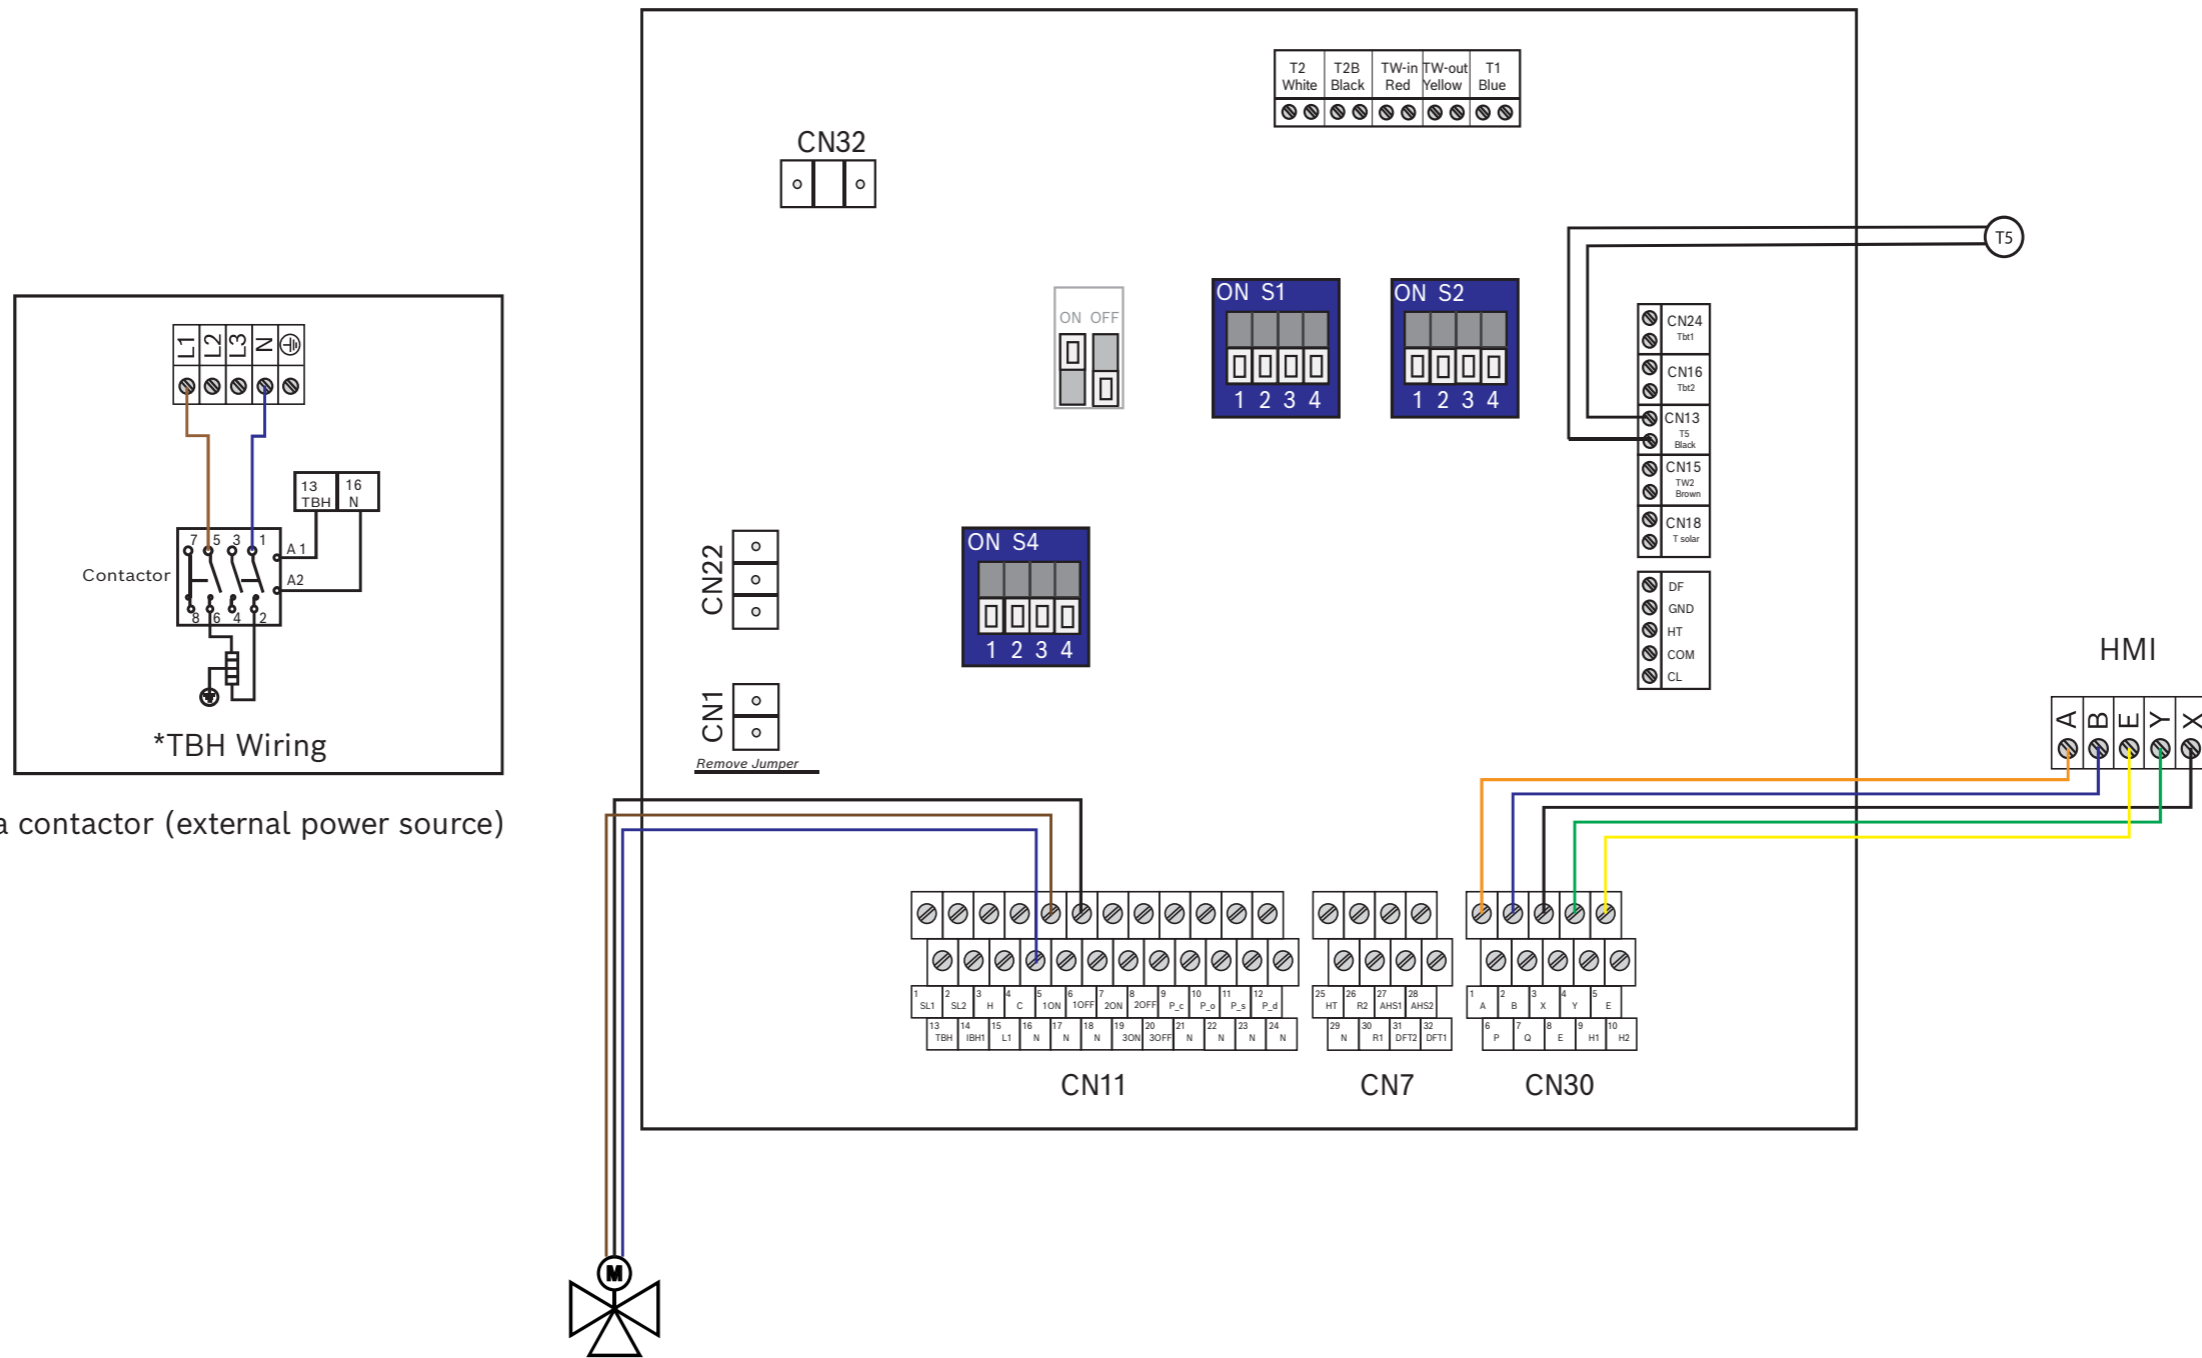 T2 T2B TW-in TW-out T1
White Black Red Yellow Blue
CN32
T5
ON OFF
ON S1
1 2 3 4
ON S2
1 2 3 4
CN24
Tbt1
CN16
Tbt2
CN13
T5
Black
CN15
TW2
Brown
CN18
T solar
L1 L2 L3 N
13 16
TBH N
7 5 3 1
A 1
Contactor
A2
8 6 4 2
*TBH Wiring
a contactor (external power source)
CN22
ON S4
1 2 3 4
CN1
Remove Jumper
DF
GND
HT
COM
CL
HMI
A B E Y X
1 2 3 4 5 6 7 8 9 10 11 12
SL1 SL2 H C 1ON 1OFF 2ON 2OFF P_c P_o P_s P_d
13 14 15 16 17 18 19 20 21 22 23 24
TBH IBH1 L1 N N N 3ON 3OFF N N N N
CN11
25 26 27 28
HT R2 AHS1 AHS2
29 30 31 32
N R1 DFT2 DFT1
CN7
1 2 3 4 5
A B X Y E
6 7 8 9 10
P Q E H1 H2
CN30
M